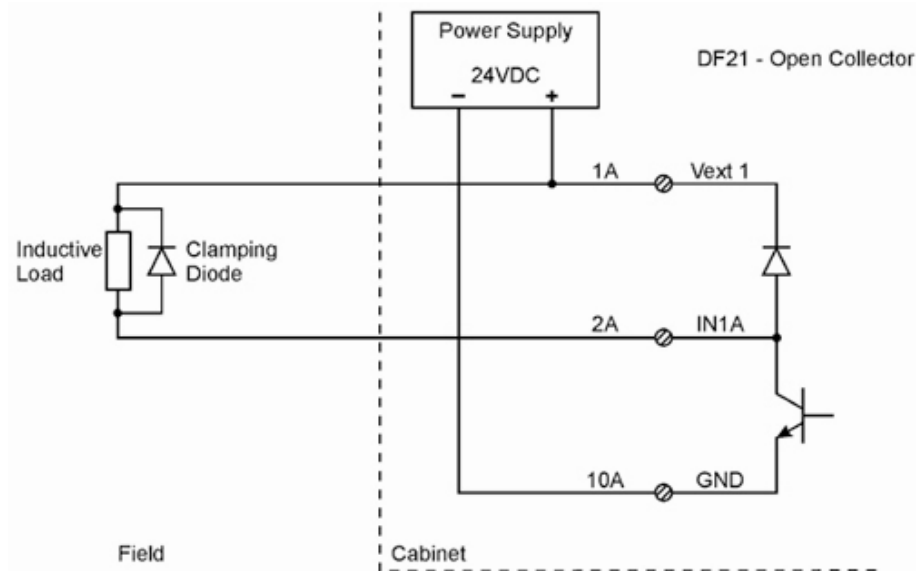 Power Supply
24VDC
− +
DF21 - Open Collector
1A
Vext 1
Inductive
Load
Clamping
Diode
2A
IN1A
10A
GND
Field
Cabinet